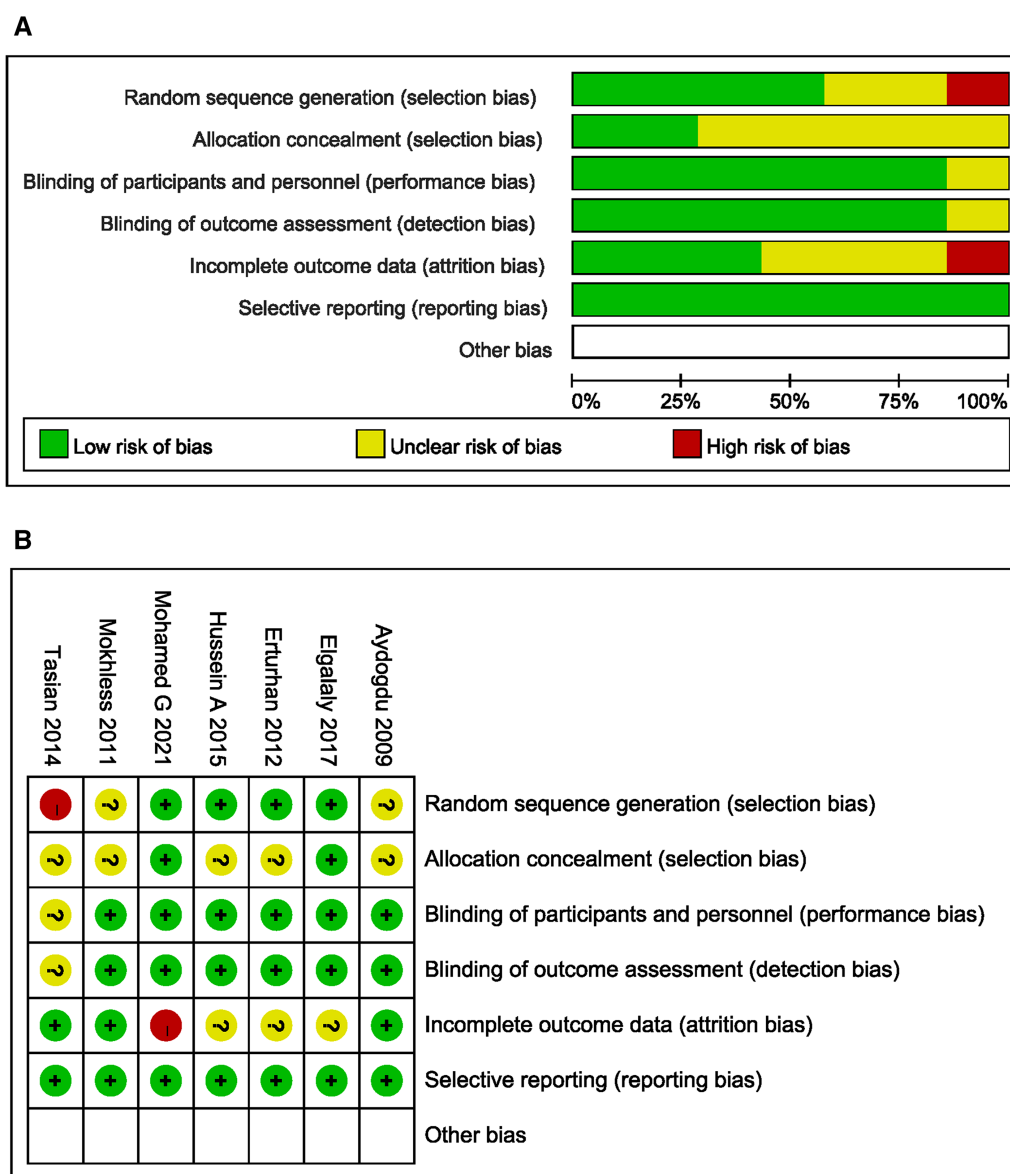 A
Random sequence generation (selection bias)
Allocation concealment (selection bias)
Blinding of participants and personnel (performance bias)
Blinding of outcome assessment (detection bias)
Incomplete outcome data (attrition bias)
Selective reporting (reporting bias)
Other bias
0% 25% 50% 75% 100%
Low risk of bias Unclear risk of bias High risk of bias
B
Tasian 2014
Mokhless 2011
Mohamed G 2021
Hussein A 2015
Erturhan 2012
Elgalaly 2017
Aydogdu 2009
- ? + + + + ? Random sequence generation (selection bias)
? ? + ? ? + ? Allocation concealment (selection bias)
? + + + + + + Blinding of participants and personnel (performance bias)
? + + + + + + Blinding of outcome assessment (detection bias)
+ + - ? ? ? + Incomplete outcome data (attrition bias)
+ + + + + + + Selective reporting (reporting bias)
Other bias